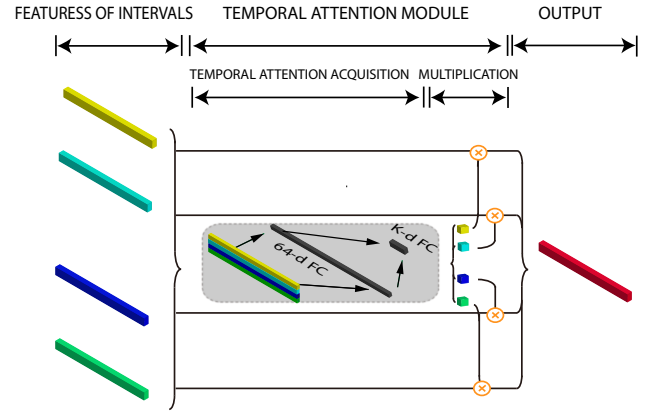 FEATURESS OF INTERVALS
TEMPORAL ATTENTION MODULE
OUTPUT
TEMPORAL ATTENTION ACQUISITION
MULTIPLICATION
64-d FC
K-d FC